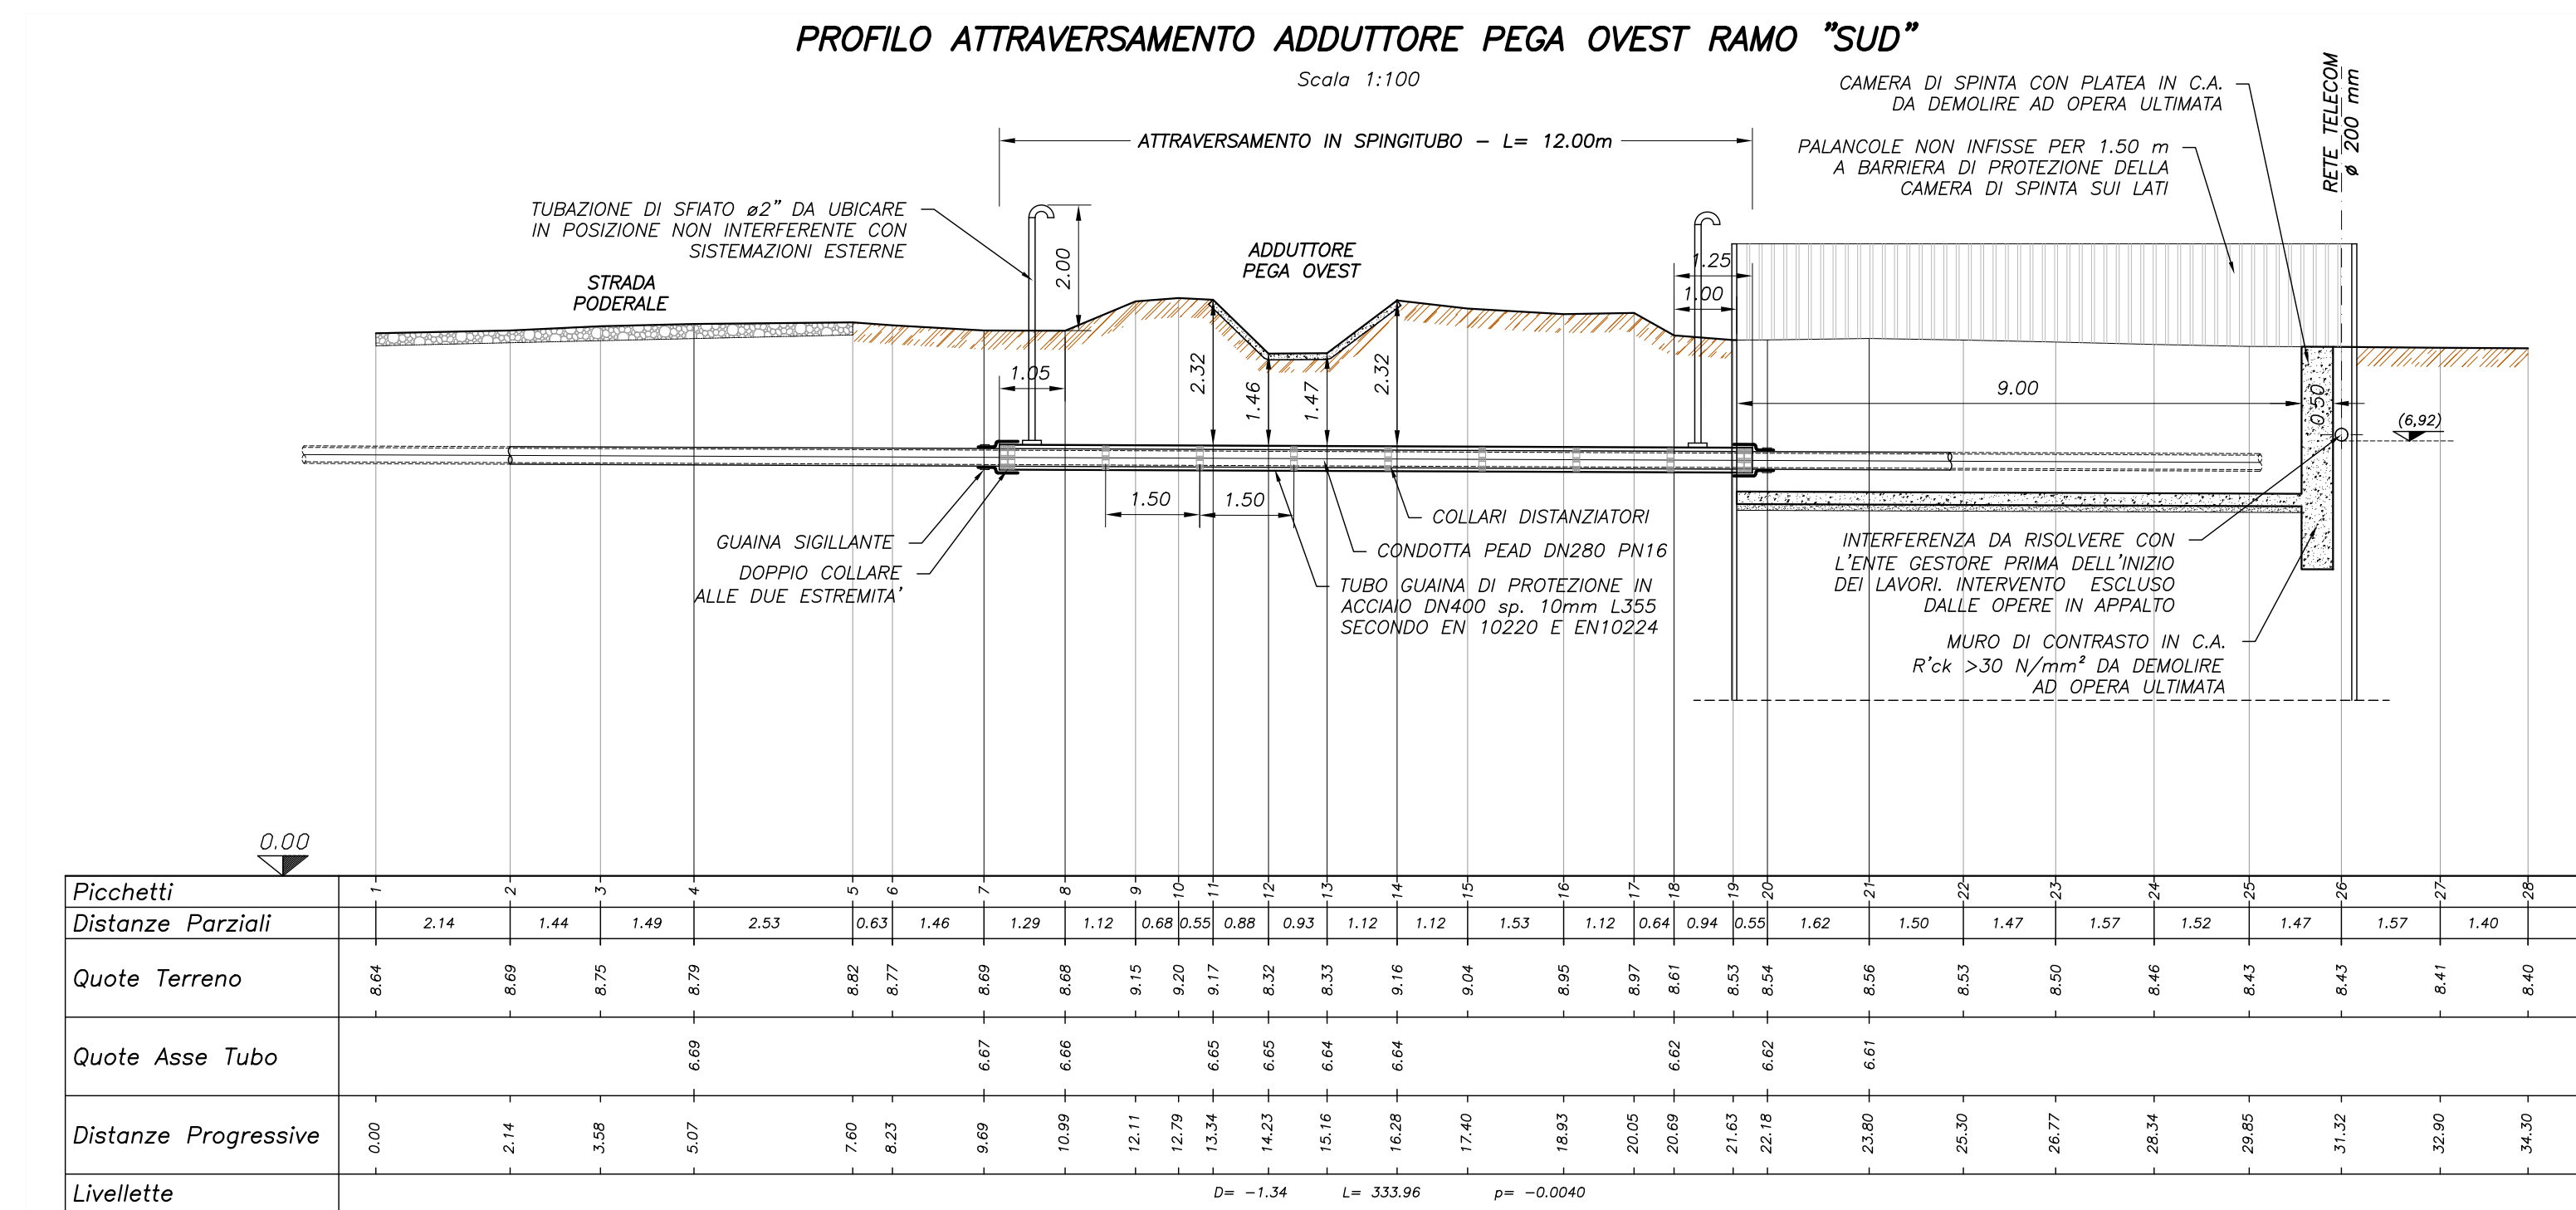 PROFILO ATTRAVERSAMENTO ADDUTTORE PEGA OVEST RAMO "SUD"
Scala 1:100
ATTRAVERSAMENTO IN SPINGITUBO - L= 12.00m
CAMERA DI SPINTA CON PLATEA IN C.A.
DA DEMOLIRE AD OPERA ULTIMATA
PALANCOLE NON INFISSE PER 1.50 m
A BARRIERA DI PROTEZIONE DELLA
CAMERA DI SPINTA SUI LATI
RETE TELECOM
ø 200 mm
TUBAZIONE DI SFIATO ø2" DA UBICARE
IN POSIZIONE NON INTERFERENTE CON
SISTEMAZIONI ESTERNE
STRADA
PODERALE
ADDUTTORE
PEGA OVEST
2.00
1.25
1.00
1.05
2.32
1.46
1.47
2.32
9.00
0.50
(6,92)
1.50
1.50
GUAINA SIGILLANTE
DOPPIO COLLARE
ALLE DUE ESTREMITA'
COLLARI DISTANZIATORI
CONDOTTA PEAD DN280 PN16
TUBO GUAINA DI PROTEZIONE IN
ACCIAIO DN400 sp. 10mm L355
SECONDO EN 10220 E EN10224
INTERFERENZA DA RISOLVERE CON
L'ENTE GESTORE PRIMA DELL'INIZIO
DEI LAVORI. INTERVENTO ESCLUSO
DALLE OPERE IN APPALTO
MURO DI CONTRASTO IN C.A.
R'ck >30 N/mm² DA DEMOLIRE
AD OPERA ULTIMATA
0.00
Picchetti 1 2 3 4 5 6 7 8 9 10 11 12 13 14 15 16 17 18 19 20 21 22 23 24 25 26 27 28
Distanze Parziali 2.14 1.44 1.49 2.53 0.63 1.46 1.29 1.12 0.68 0.55 0.88 0.93 1.12 1.12 1.53 1.12 0.64 0.94 0.55 1.62 1.50 1.47 1.57 1.52 1.47 1.57 1.40
Quote Terreno 8.64 8.69 8.75 8.79 8.82 8.77 8.69 8.68 9.15 9.20 9.17 8.32 8.33 9.16 9.04 8.95 8.97 8.61 8.53 8.54 8.56 8.53 8.50 8.46 8.43 8.43 8.41 8.40
Quote Asse Tubo 6.69 6.67 6.66 6.65 6.65 6.64 6.64 6.62 6.62 6.61
Distanze Progressive 0.00 2.14 3.58 5.07 7.60 8.23 9.69 10.99 12.11 12.79 13.34 14.23 15.16 16.28 17.40 18.93 20.05 20.69 21.63 22.18 23.80 25.30 26.77 28.34 29.85 31.32 32.90 34.30
Livellette D= -1.34 L= 333.96 p= -0.0040